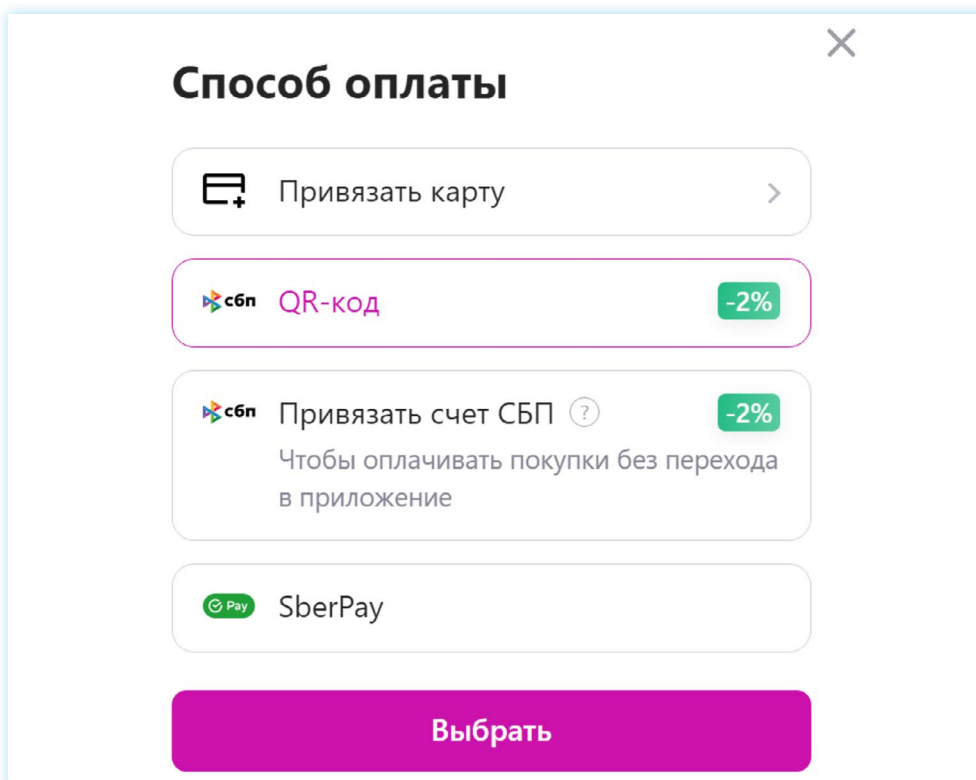 Способ оплаты
Привязать карту
сбп QR-код -2%
сбп Привязать счет СБП ? -2%
Чтобы оплачивать покупки без перехода
в приложение
Pay SberPay
Выбрать